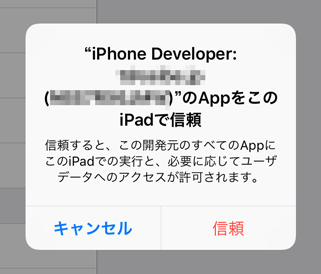 “iPhone Developer:
(
)”のAppをこの
iPadで信頼
信頼すると、この開発元のすべてのAppに
このiPadでの実行と、必要に応じてユーザ
データへのアクセスが許可されます。
キャンセル
信頼